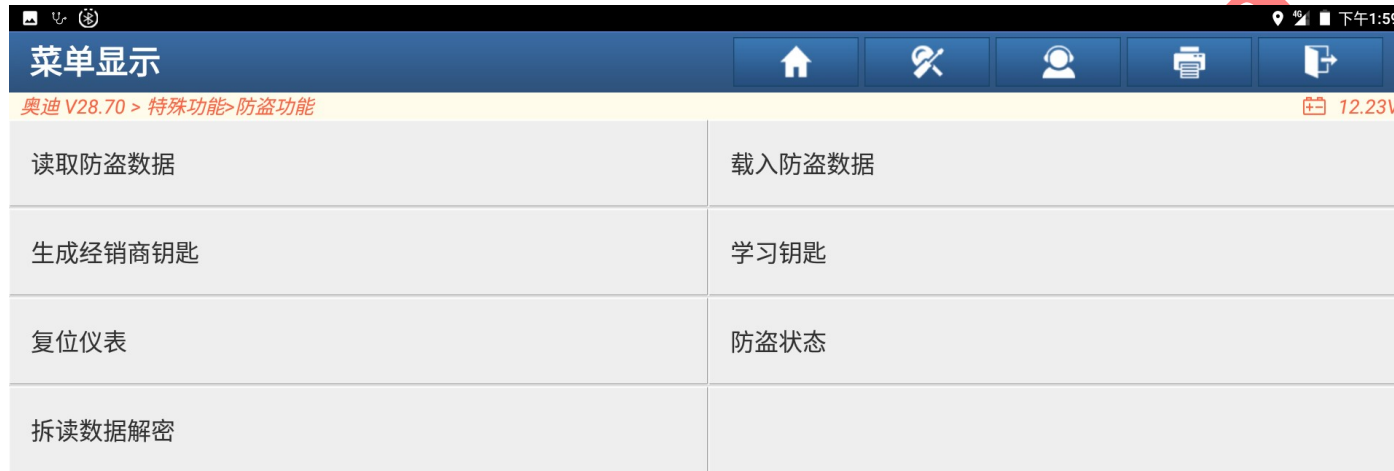 4G 下午1:59
菜单显示
奥迪 V28.70 > 特殊功能>防盗功能 12.23V
读取防盗数据 载入防盗数据
生成经销商钥匙 学习钥匙
复位仪表 防盗状态
拆读数据解密